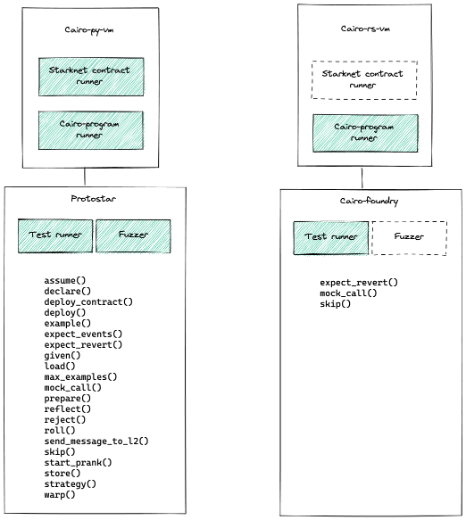 Cairo-py-vm
Starknet contract
runner
Cairo-program
runner
Protostar
Test runner
Fuzzer
assume()
declare()
deploy_contract()
deploy()
example()
expect_events()
expect_revert()
given()
load()
max_examples()
mock_call()
prepare()
reflect()
reject()
roll()
send_message_to_l2()
skip()
start_prank()
store()
strategy()
warp()
Cairo-rs-vm
Starknet contract
runner
Cairo-program
runner
Cairo-foundry
Test runner
Fuzzer
expect_revert()
mock_call()
skip()